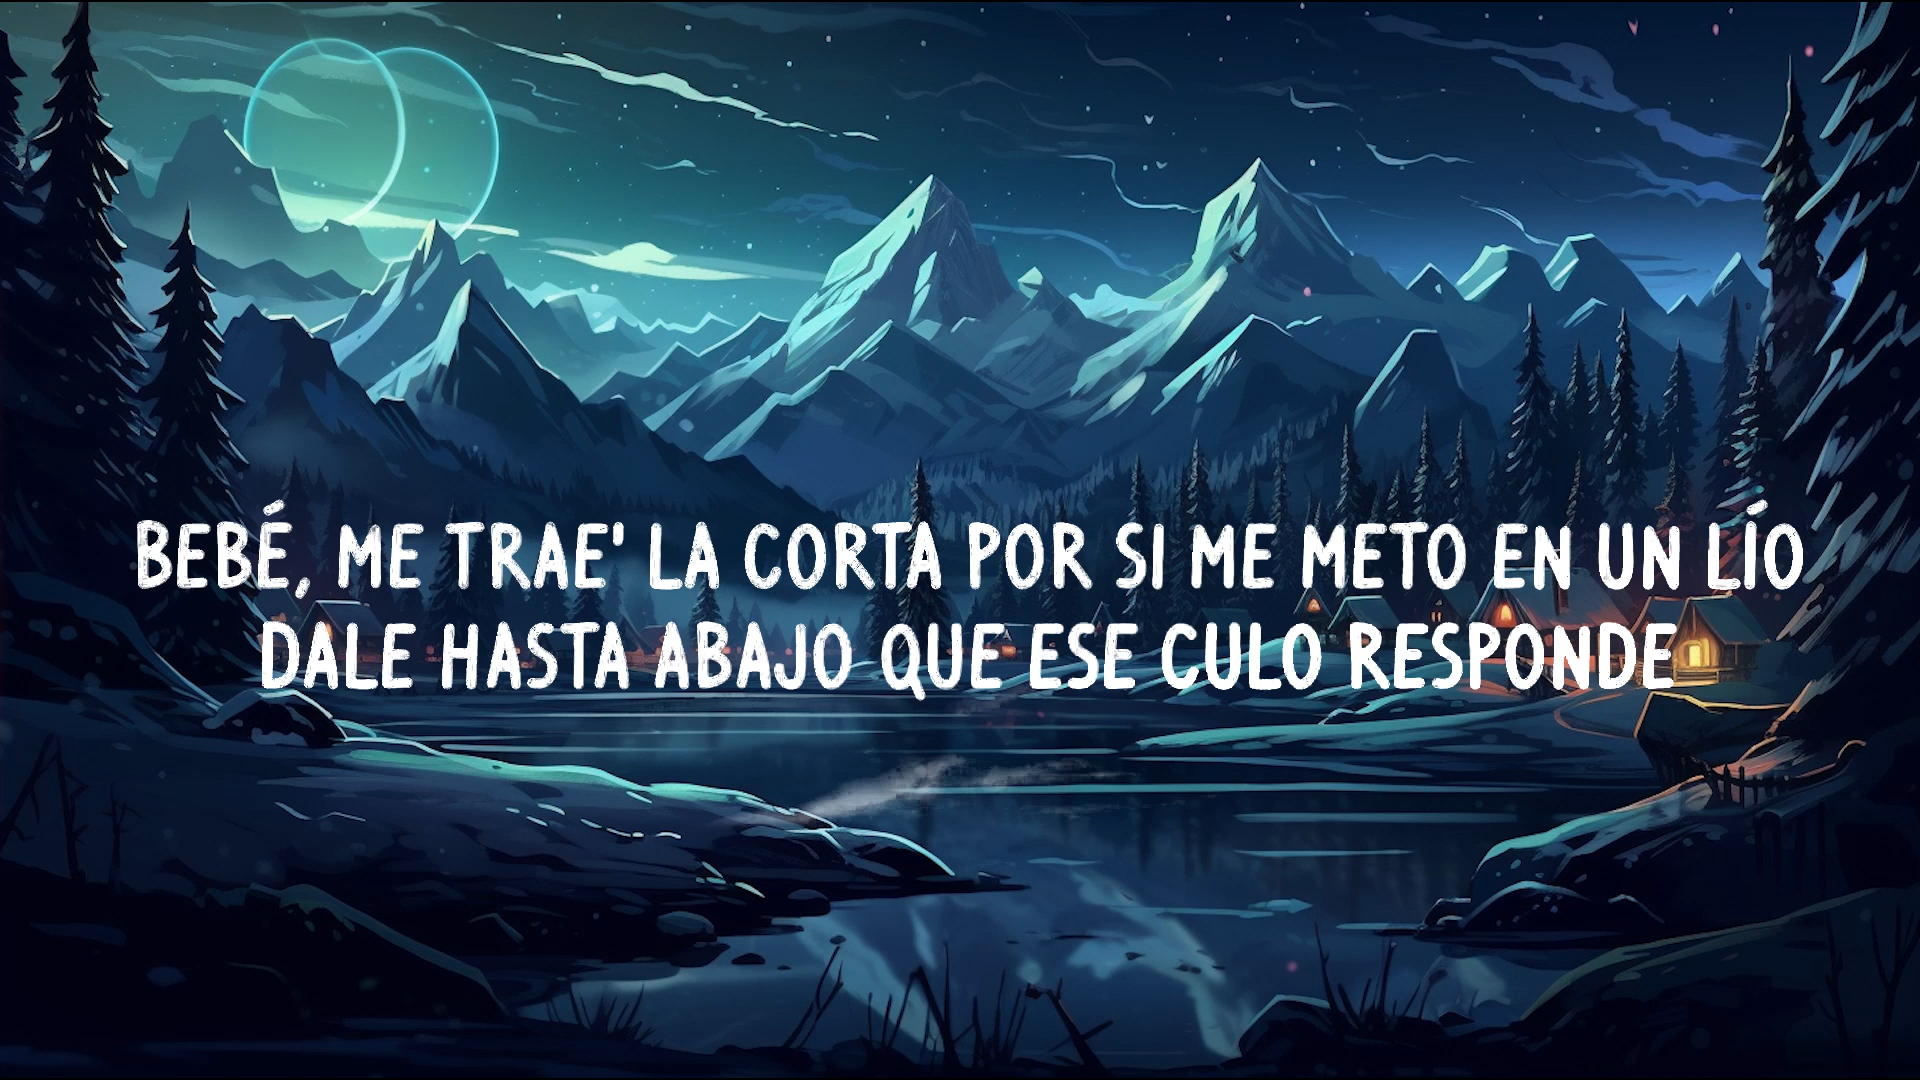 BEBÉ, ME TRAE' LA CORTA POR SI ME METO EN UN LÍO
DALE HASTA ABAJO QUE ESE CULO RESPONDE